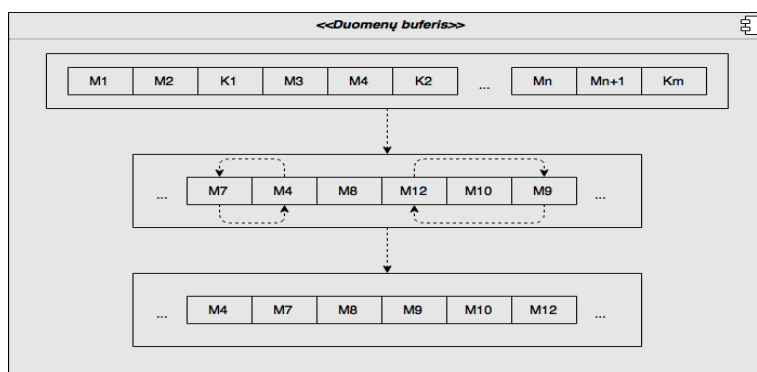 <<Duomenų buferis>>
M1 M2 K1 M3 M4 K2 ... Mn Mn+1 Km
... M7 M4 M8 M12 M10 M9 ...
... M4 M7 M8 M9 M10 M12 ...